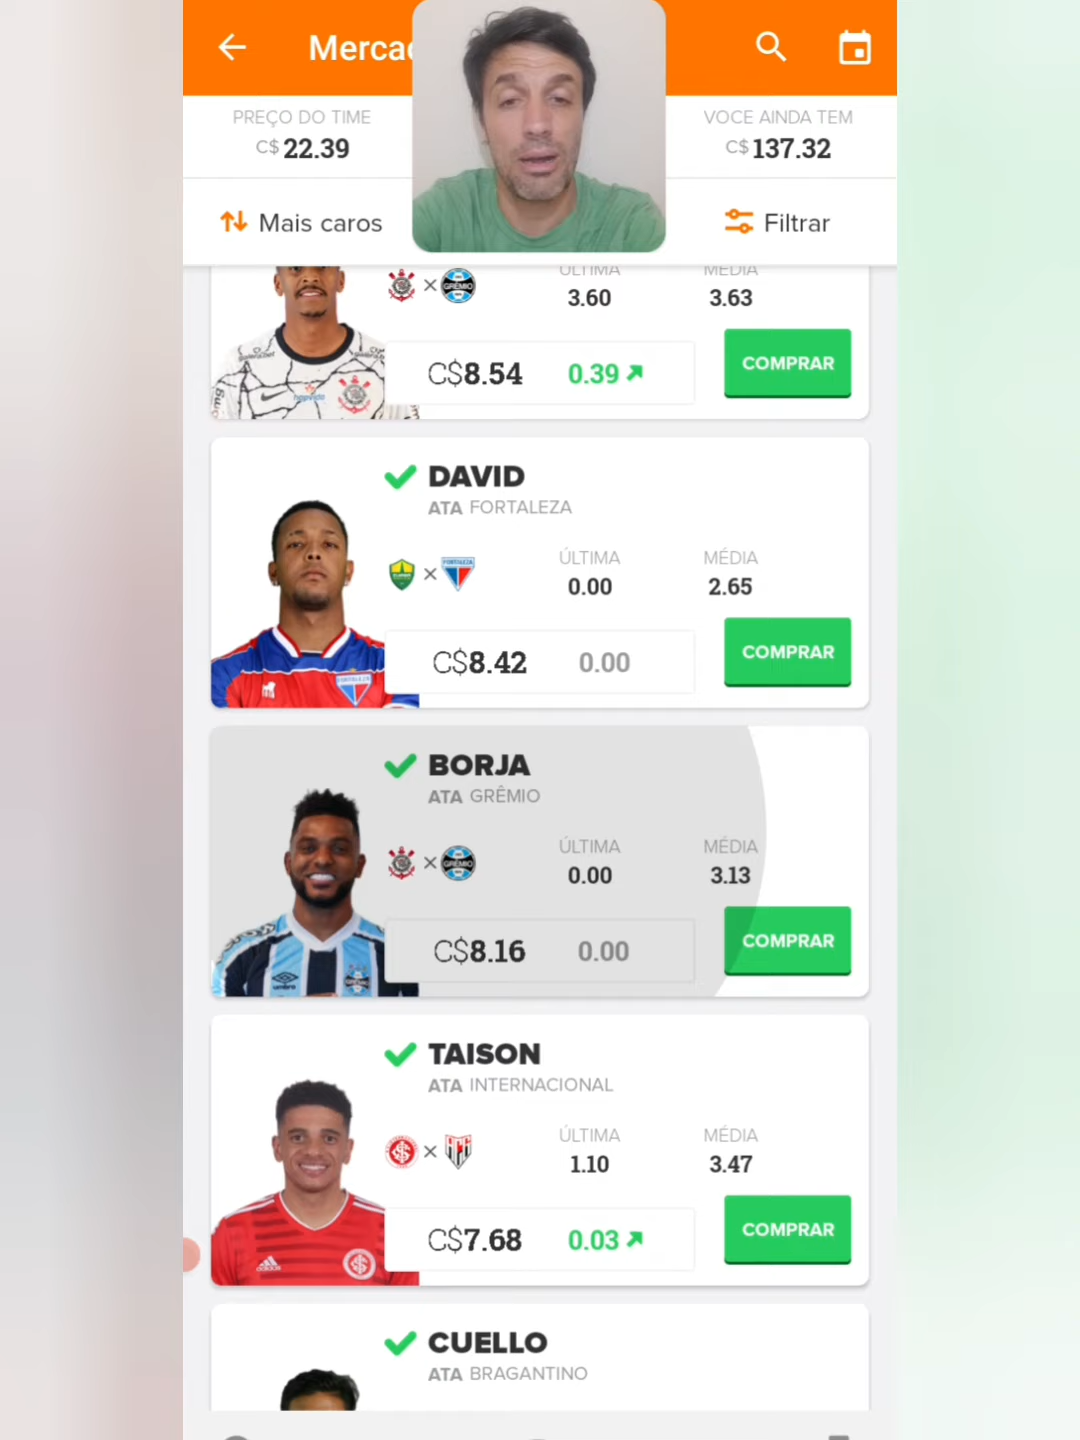 Merca
PREÇO DO TIME
C$ 22.39
VOCE AINDA TEM
C$ 137.32
Mais caros
Filtrar
ÚLTIMA
MÉDIA
3.60
3.63
C$8.54
0.39
COMPRAR
DAVID
ATA FORTALEZA
ÚLTIMA
MÉDIA
0.00
2.65
C$8.42
0.00
COMPRAR
BORJA
ATA GRÊMIO
ÚLTIMA
MÉDIA
0.00
3.13
C$8.16
0.00
COMPRAR
TAISON
ATA INTERNACIONAL
ÚLTIMA
MÉDIA
1.10
3.47
C$7.68
0.03
COMPRAR
CUELLO
ATA BRAGANTINO